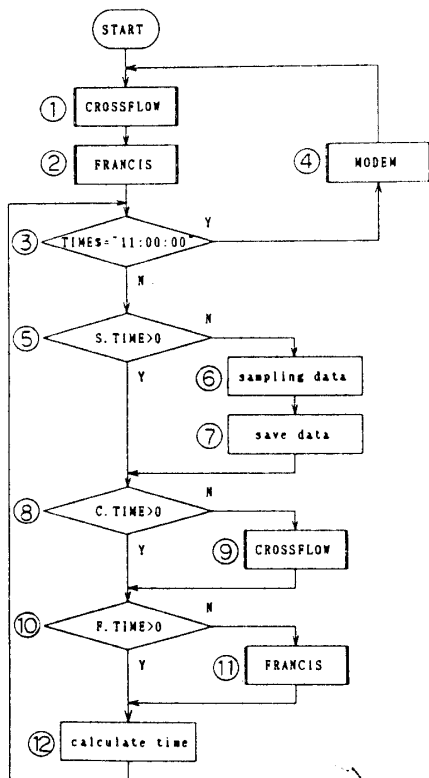 START
① CROSSFLOW
② FRANCIS
④ MODEM
③ TIME$="11:00:00"
Y
N
⑤ S.TIME>0
N
Y
⑥ sampling data
⑦ save data
⑧ C.TIME>0
N
Y
⑨ CROSSFLOW
⑩ F.TIME>0
N
Y
⑪ FRANCIS
⑫ calculate time